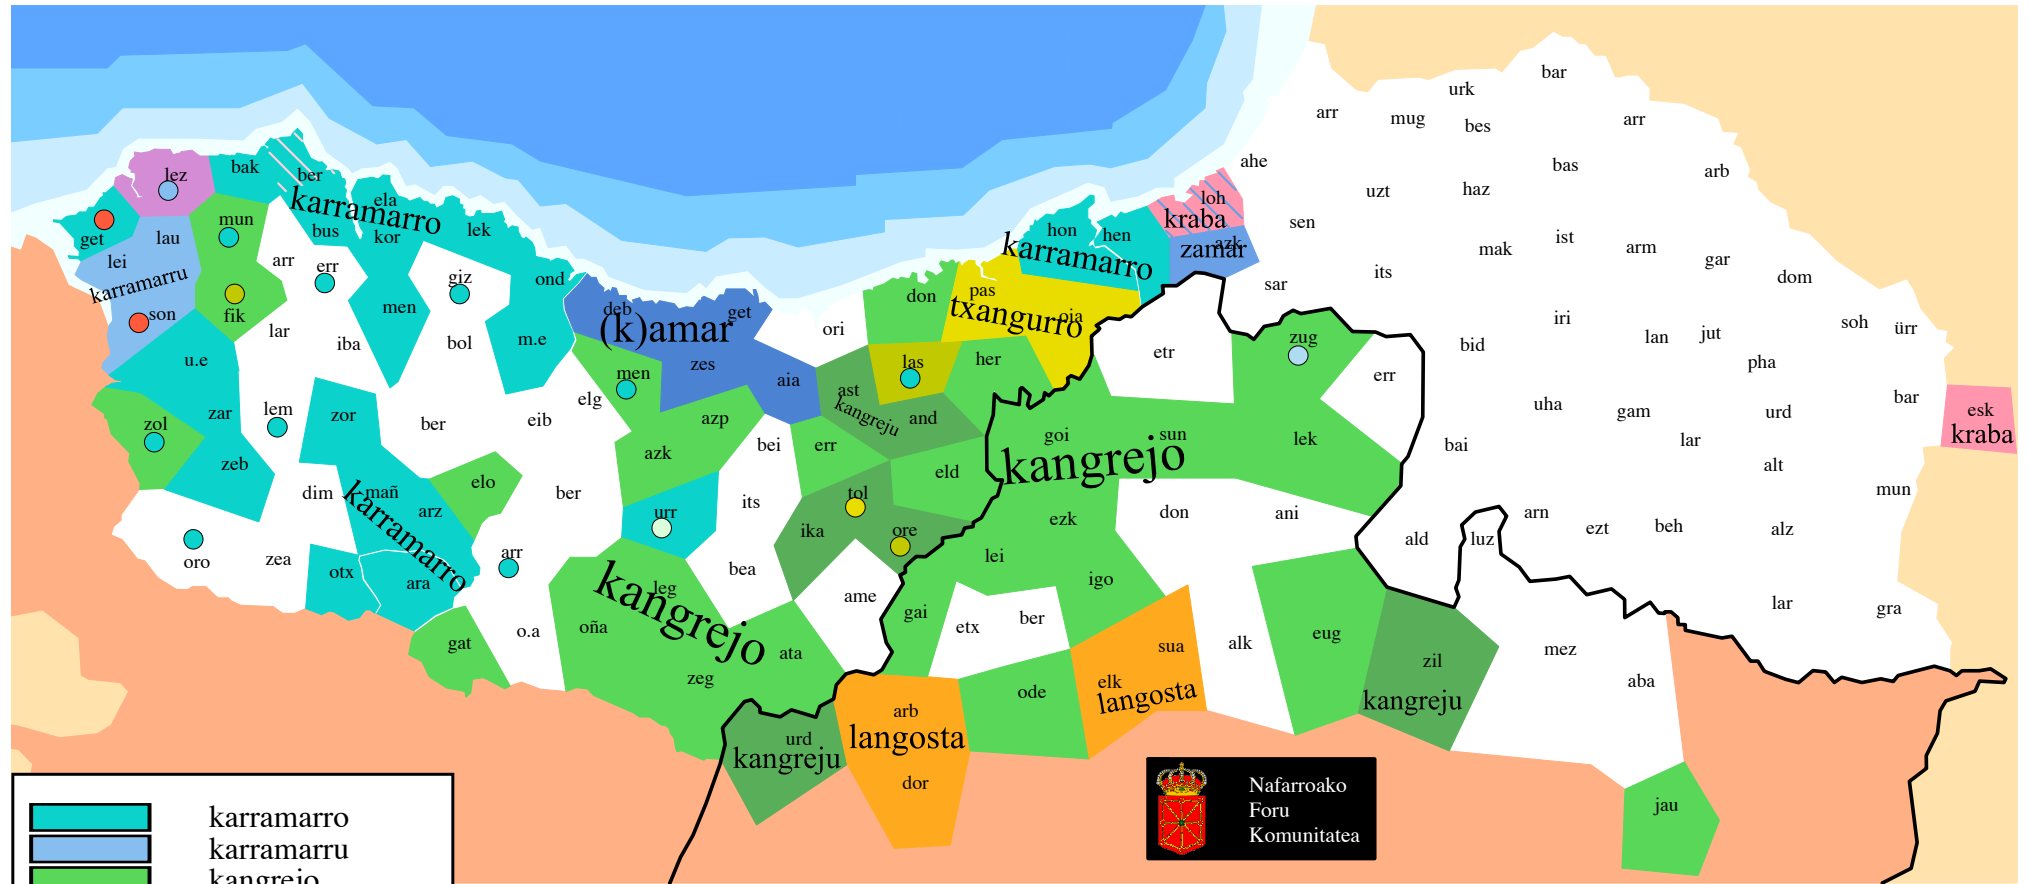 bar
urk
arr
mug
bes
arr
ahe
bas
arb
lez
bak
ber
uzt
haz
loh
ela
karramarro
kraba
mun
get
lau
bus
kor
lek
hon
hen
karramarro
zamar
azk
sen
mak
ist
arm
gar
dom
lei
karramarru
arr
err
giz
ond
its
sar
son
fik
men
deb
get
(k)amar
don
pas
txangurro
oia
iri
soh
ürr
lar
iba
bol
m.e
ori
zug
bid
lan
jut
u.e
zes
men
aia
las
her
etr
err
pha
zar
lem
zor
elg
azp
ast
kangreju
and
uha
gam
urd
bar
esk
kraba
zol
ber
eib
bei
err
goi
sun
lek
bai
lar
kangrejo
zeb
azk
eld
alt
dim
mañ
karramarro
elo
ber
its
tol
mun
arz
urr
ika
ore
ezk
don
ani
arn
ezt
beh
alz
oro
zea
arr
lei
ald
luz
otx
ara
bea
igo
leg
kangrejo
ame
gai
etx
ber
lar
gra
gat
o.a
oña
ata
sua
alk
eug
mez
zil
zeg
ode
elk
langosta
kangreju
aba
arb
langosta
urd
kangreju
dor
jau
Nafarroako
Foru
Komunitatea
karramarro
karramarru
kangrejo